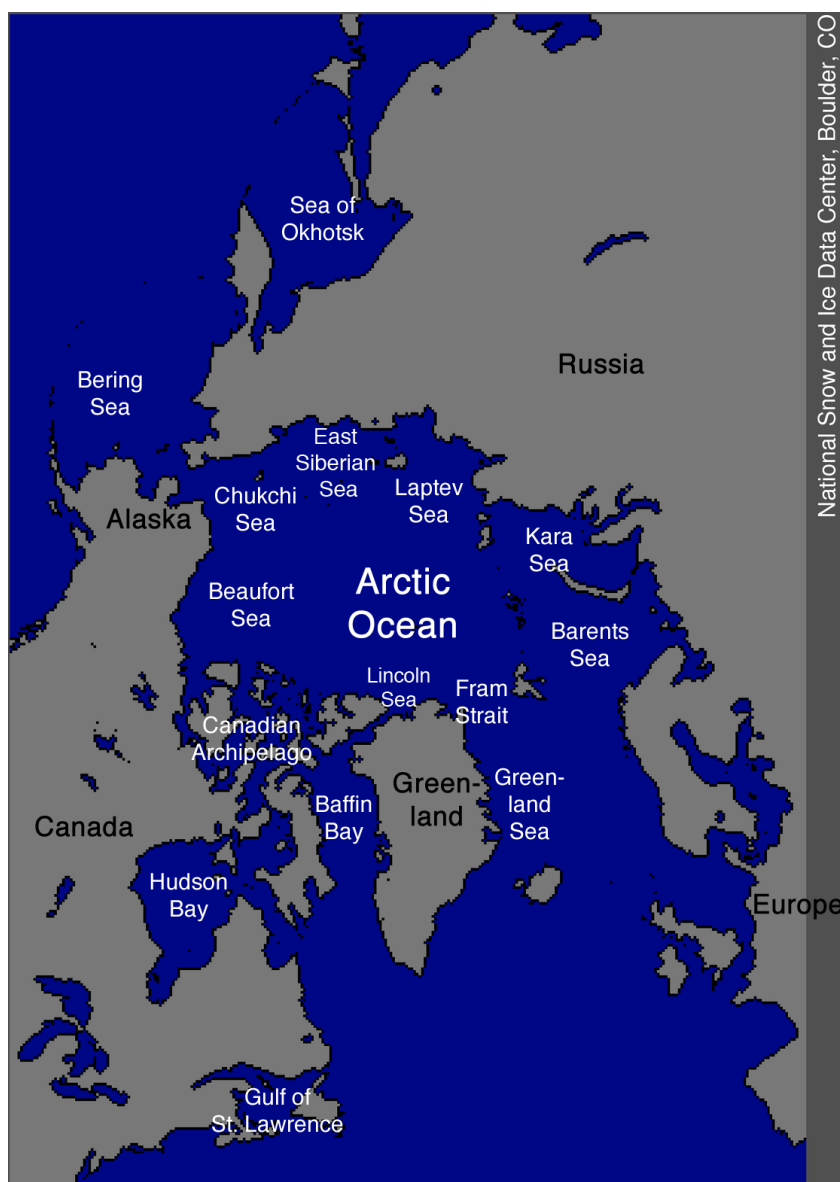 National Snow and Ice Data Center, Boulder, CO
Sea of
Okhotsk
Russia
Bering
Sea
East
Siberian
Sea
Chukchi
Sea
Laptev
Sea
Alaska
Kara
Sea
Arctic
Ocean
Beaufort
Sea
Barents
Sea
Lincoln
Sea
Fram
Strait
Canadian
Archipelago
Green-
land
Green-
land
Sea
Baffin
Bay
Canada
Hudson
Bay
Europe
Gulf of
St. Lawrence